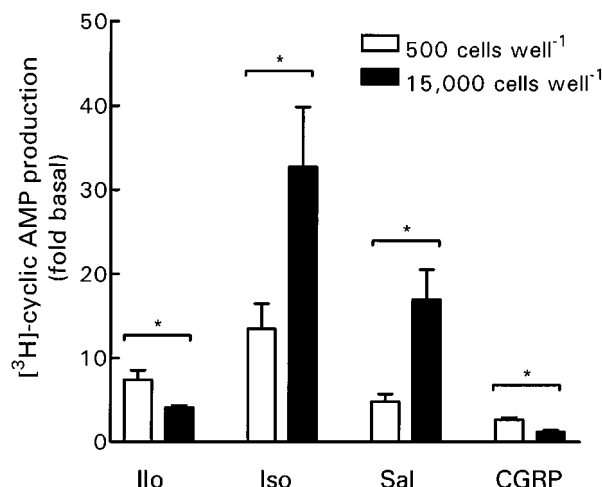 [³H]-cyclic AMP production
(fold basal)
50
40
30
20
10
0
500 cells well⁻¹
15,000 cells well⁻¹
*
*
*
*
Ilo
Iso
Sal
CGRP